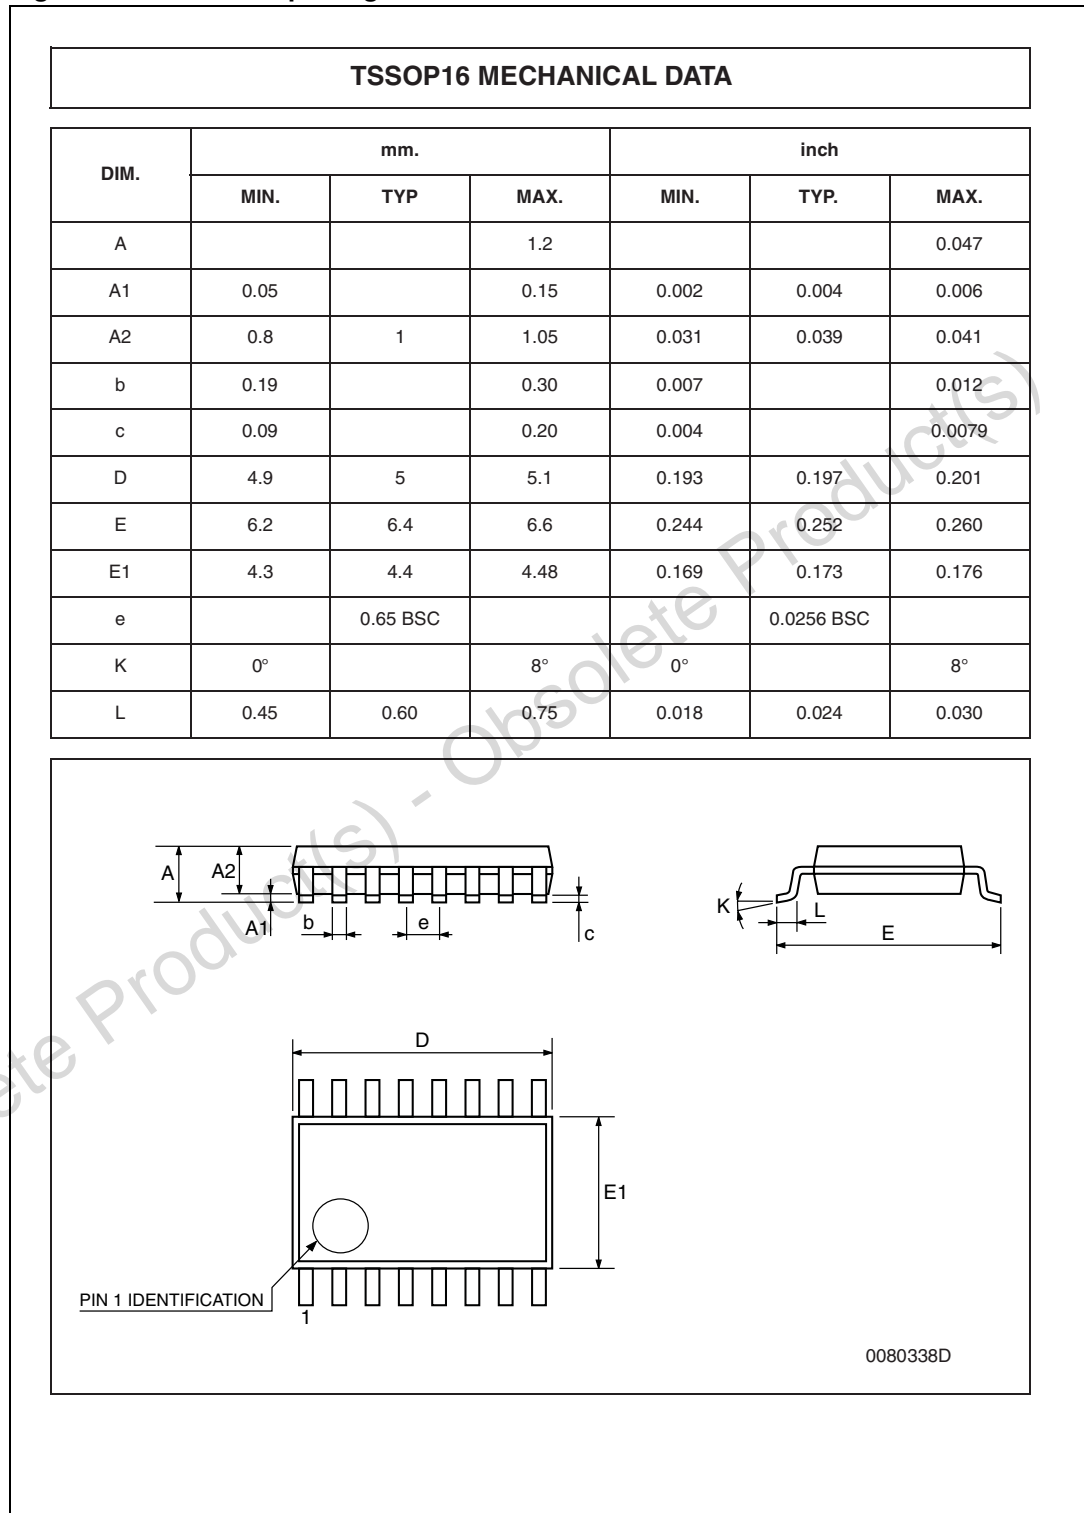 TSSOP16 MECHANICAL DATA
DIM. mm. inch
MIN. TYP MAX. MIN. TYP. MAX.
A 1.2 0.047
A1 0.05 0.15 0.002 0.004 0.006
A2 0.8 1 1.05 0.031 0.039 0.041
b 0.19 0.30 0.007 0.012
c 0.09 0.20 0.004 0.0079
D 4.9 5 5.1 0.193 0.197 0.201
E 6.2 6.4 6.6 0.244 0.252 0.260
E1 4.3 4.4 4.48 0.169 0.173 0.176
e 0.65 BSC 0.0256 BSC
K 0° 8° 0° 8°
L 0.45 0.60 0.75 0.018 0.024 0.030
A A2
A1 b e c
K L E
D
E1
PIN 1 IDENTIFICATION
1
0080338D
Product(s) - Obsolete Product(s)